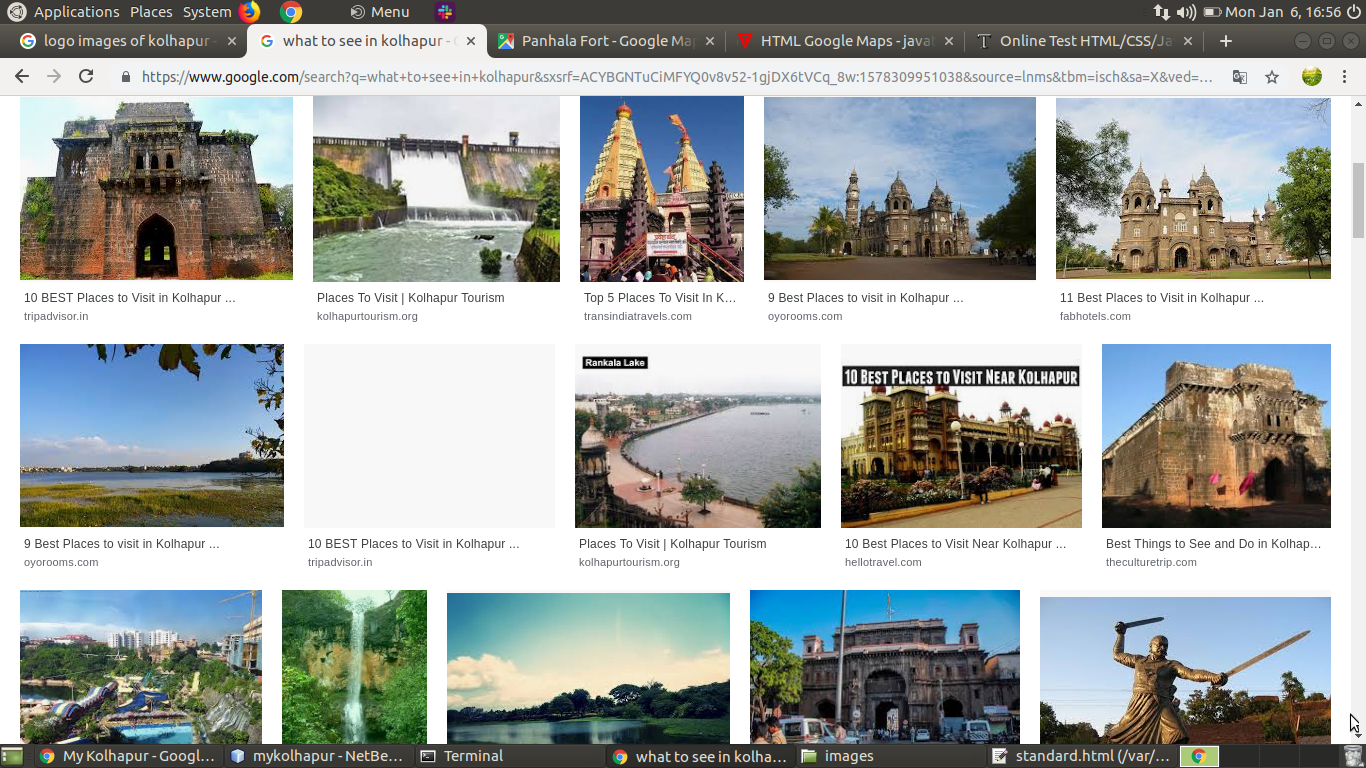 Applications Places System Menu Mon Jan 6, 16:56
logo images of kolhapur - what to see in kolhapur - G Panhala Fort - Google Ma HTML Google Maps - javat Online Test HTML/CSS/Ja
https://www.google.com/search?q=what+to+see+in+kolhapur&sxsrf=ACYBGNTuCiMFYQ0v8v52-1gjDX6tVCq_8w:1578309951038&source=lnms&tbm=isch&sa=X&ved=...
10 BEST Places to Visit in Kolhapur ...
tripadvisor.in
Places To Visit | Kolhapur Tourism
kolhapurtourism.org
Top 5 Places To Visit In K...
transindiatravels.com
9 Best Places to visit in Kolhapur ...
oyorooms.com
11 Best Places to Visit in Kolhapur ...
fabhotels.com
9 Best Places to visit in Kolhapur ...
oyorooms.com
10 BEST Places to Visit in Kolhapur ...
tripadvisor.in
Rankala Lake
Places To Visit | Kolhapur Tourism
kolhapurtourism.org
10 Best Places to Visit Near Kolhapur
10 Best Places to Visit Near Kolhapur ...
hellotravel.com
Best Things to See and Do in Kolhap...
theculturetrip.com
My Kolhapur - Googl... mykolhapur - NetBe... Terminal what to see in kolha... images standard.html (/var/...